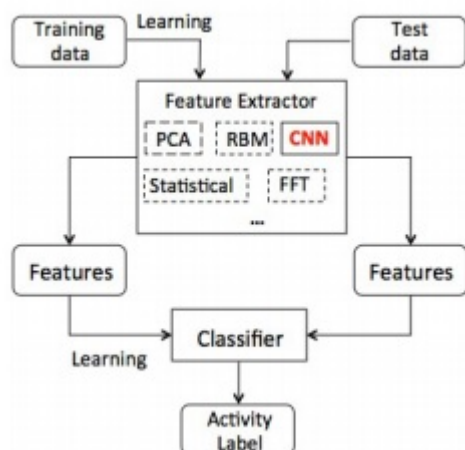 Training
data
Learning
Test
data
Feature Extractor
PCA RBM CNN
Statistical FFT
...
Features
Features
Learning
Classifier
Activity
Label